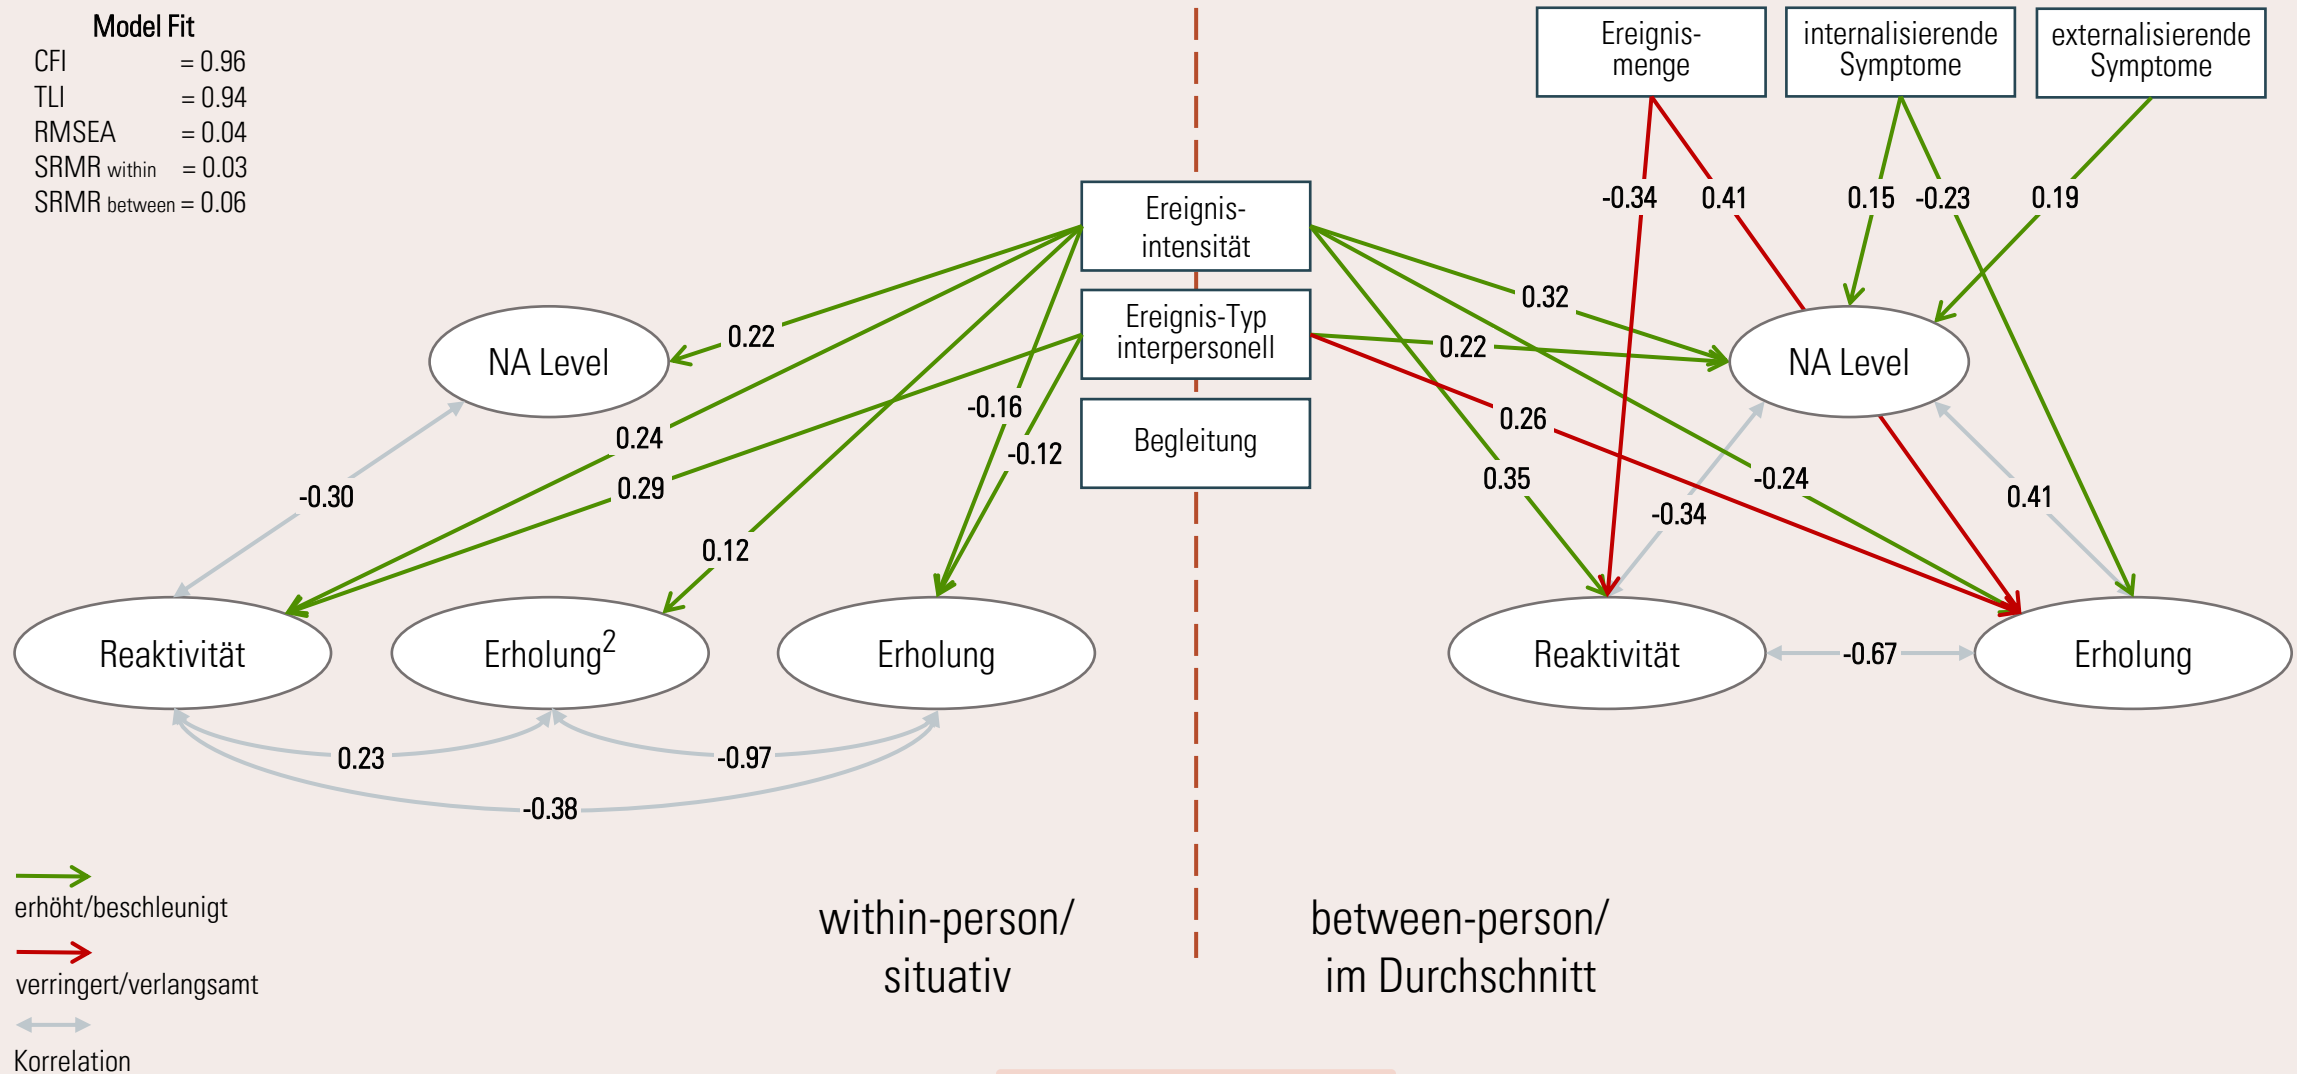 Model Fit
CFI = 0.96
TLI = 0.94
RMSEA = 0.04
SRMR within = 0.03
SRMR between = 0.06
Ereignis-
menge
internalisierende
Symptome
externalisierende
Symptome
Ereignis-
intensität
Ereignis-Typ
interpersonell
Begleitung
-0.34
0.41
0.15
-0.23
0.19
0.22
0.24
0.29
-0.30
0.12
-0.16
-0.12
0.32
0.22
0.26
0.35
-0.24
-0.34
0.41
NA Level
NA Level
Reaktivität
Erholung²
Erholung
Reaktivität
-0.67
Erholung
0.23
-0.97
-0.38
erhöht/beschleunigt
verringert/verlangsamt
Korrelation
within-person/
situativ
between-person/
im Durchschnitt